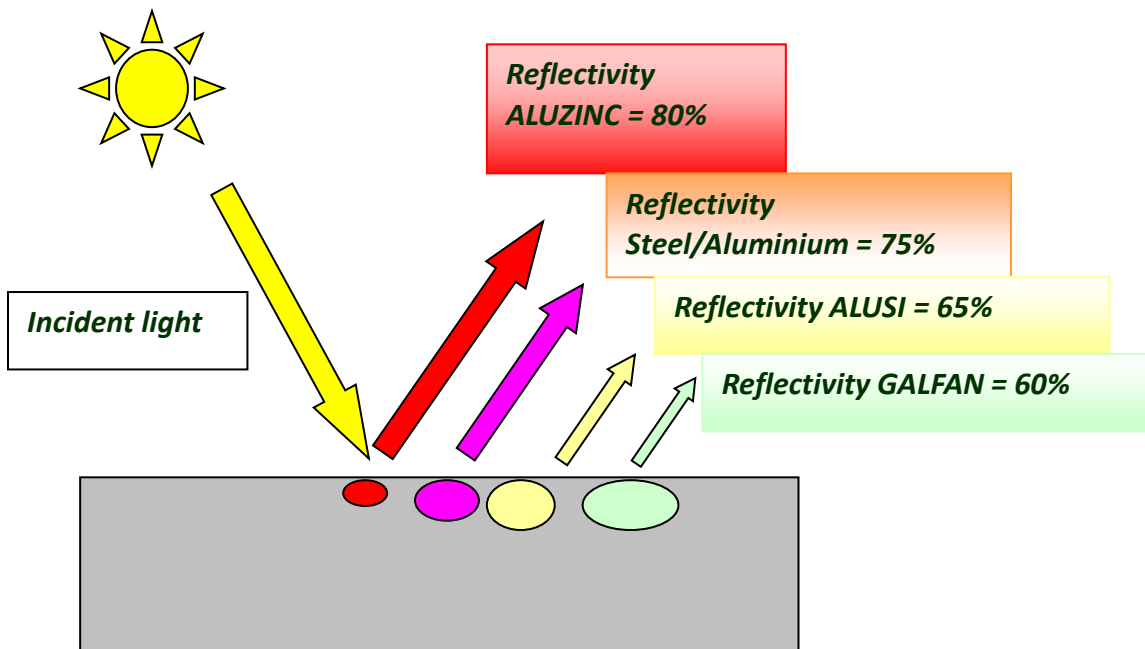 Reflectivity
ALUZINC = 80%
Reflectivity
Steel/Aluminium = 75%
Incident light
Reflectivity ALUSI = 65%
Reflectivity GALFAN = 60%